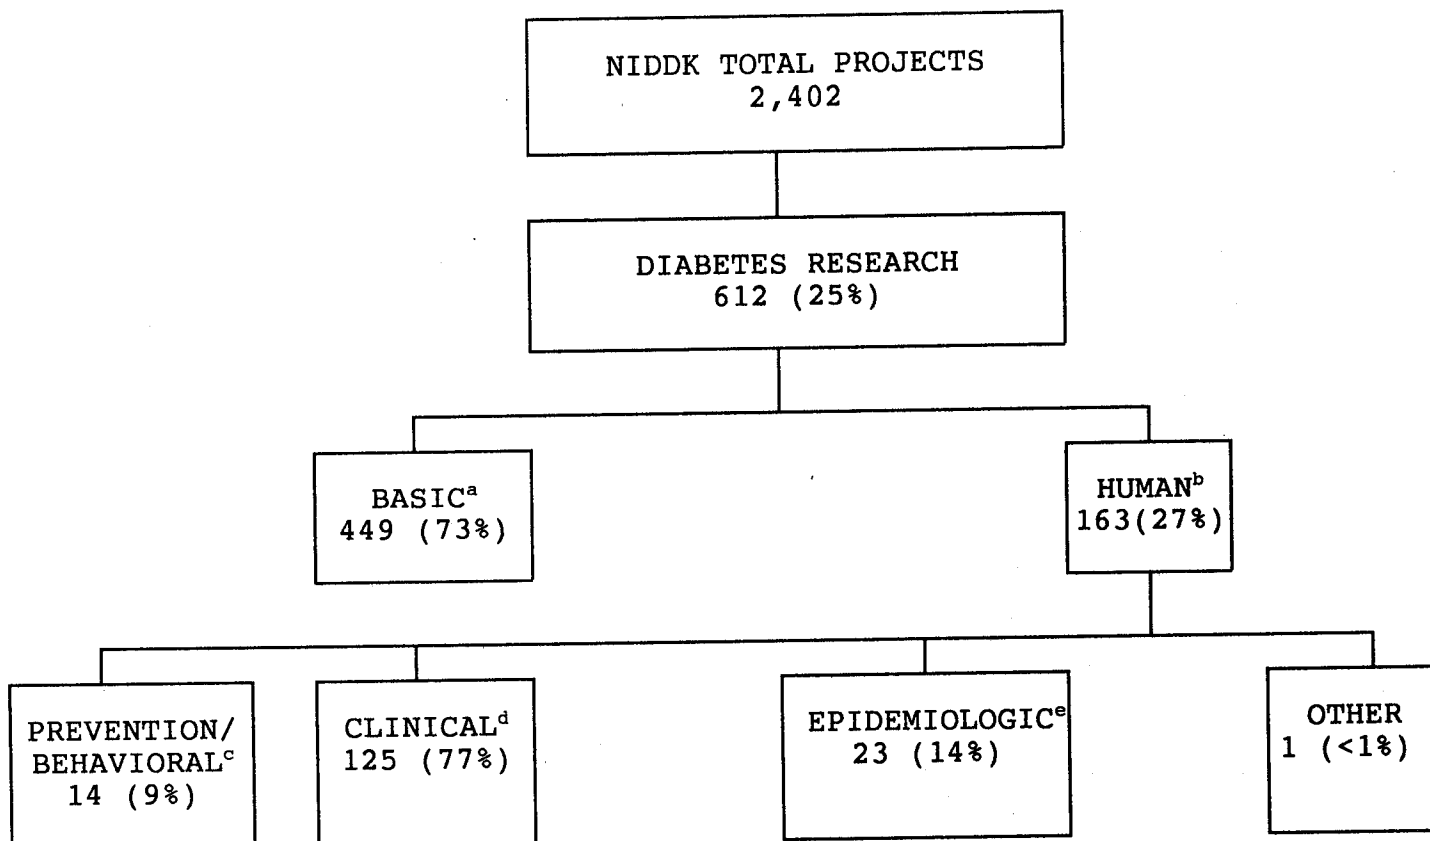 NIDDK TOTAL PROJECTS
2,402
DIABETES RESEARCH
612 (25%)
BASICᵃ
449 (73%)
HUMANᵇ
163(27%)
PREVENTION/
BEHAVIORALᶜ
14 (9%)
CLINICALᵈ
125 (77%)
EPIDEMIOLOGICᵉ
23 (14%)
OTHER
1 (<1%)